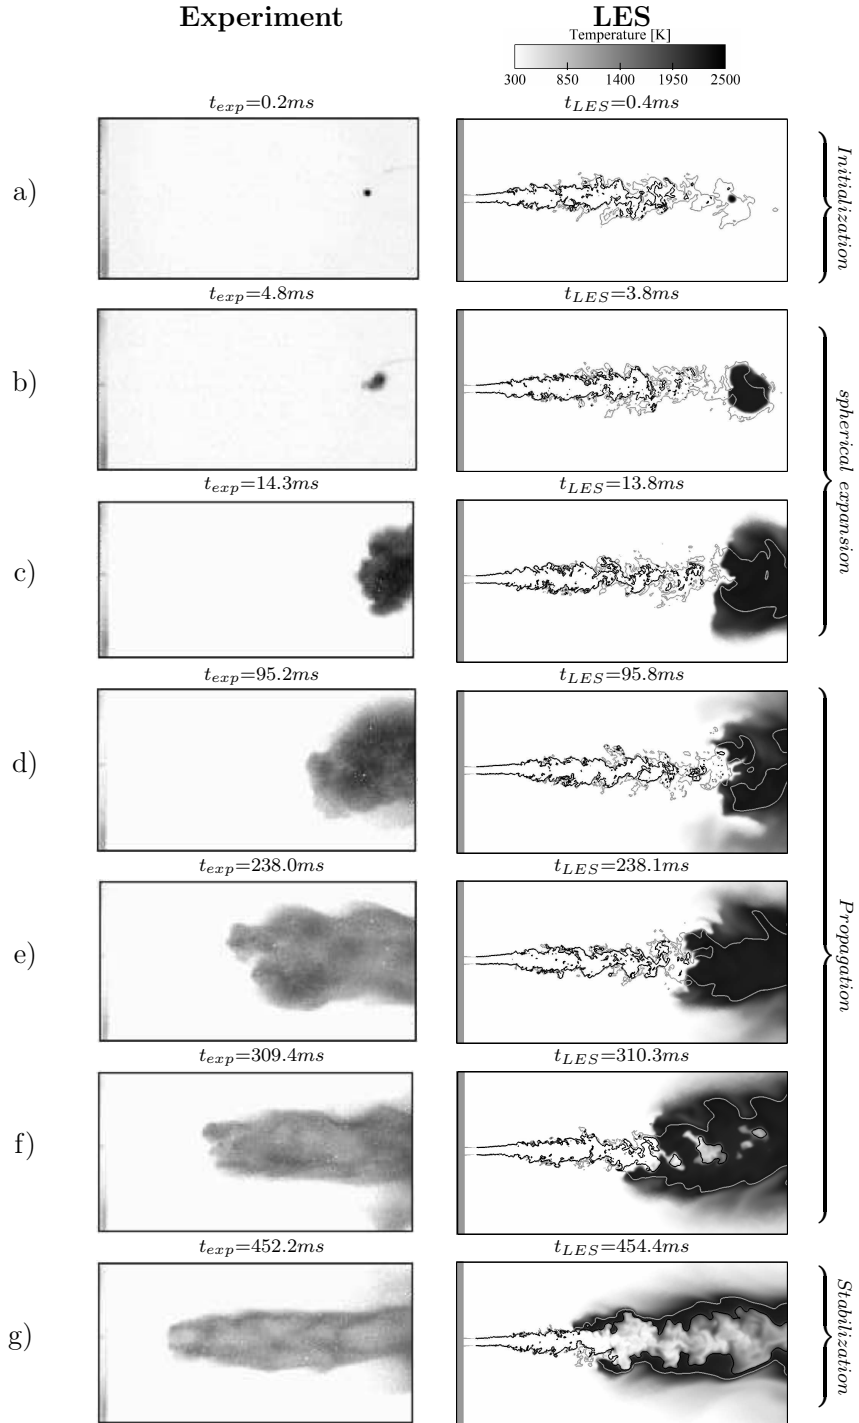 Experiment LES
Temperature [K]
300 850 1400 1950 2500
t_exp=0.2ms t_LES=0.4ms
a)
Initialization
t_exp=4.8ms t_LES=3.8ms
b)
spherical expansion
t_exp=14.3ms t_LES=13.8ms
c)
t_exp=95.2ms t_LES=95.8ms
d)
Propagation
t_exp=238.0ms t_LES=238.1ms
e)
t_exp=309.4ms t_LES=310.3ms
f)
t_exp=452.2ms t_LES=454.4ms
g)
Stabilization